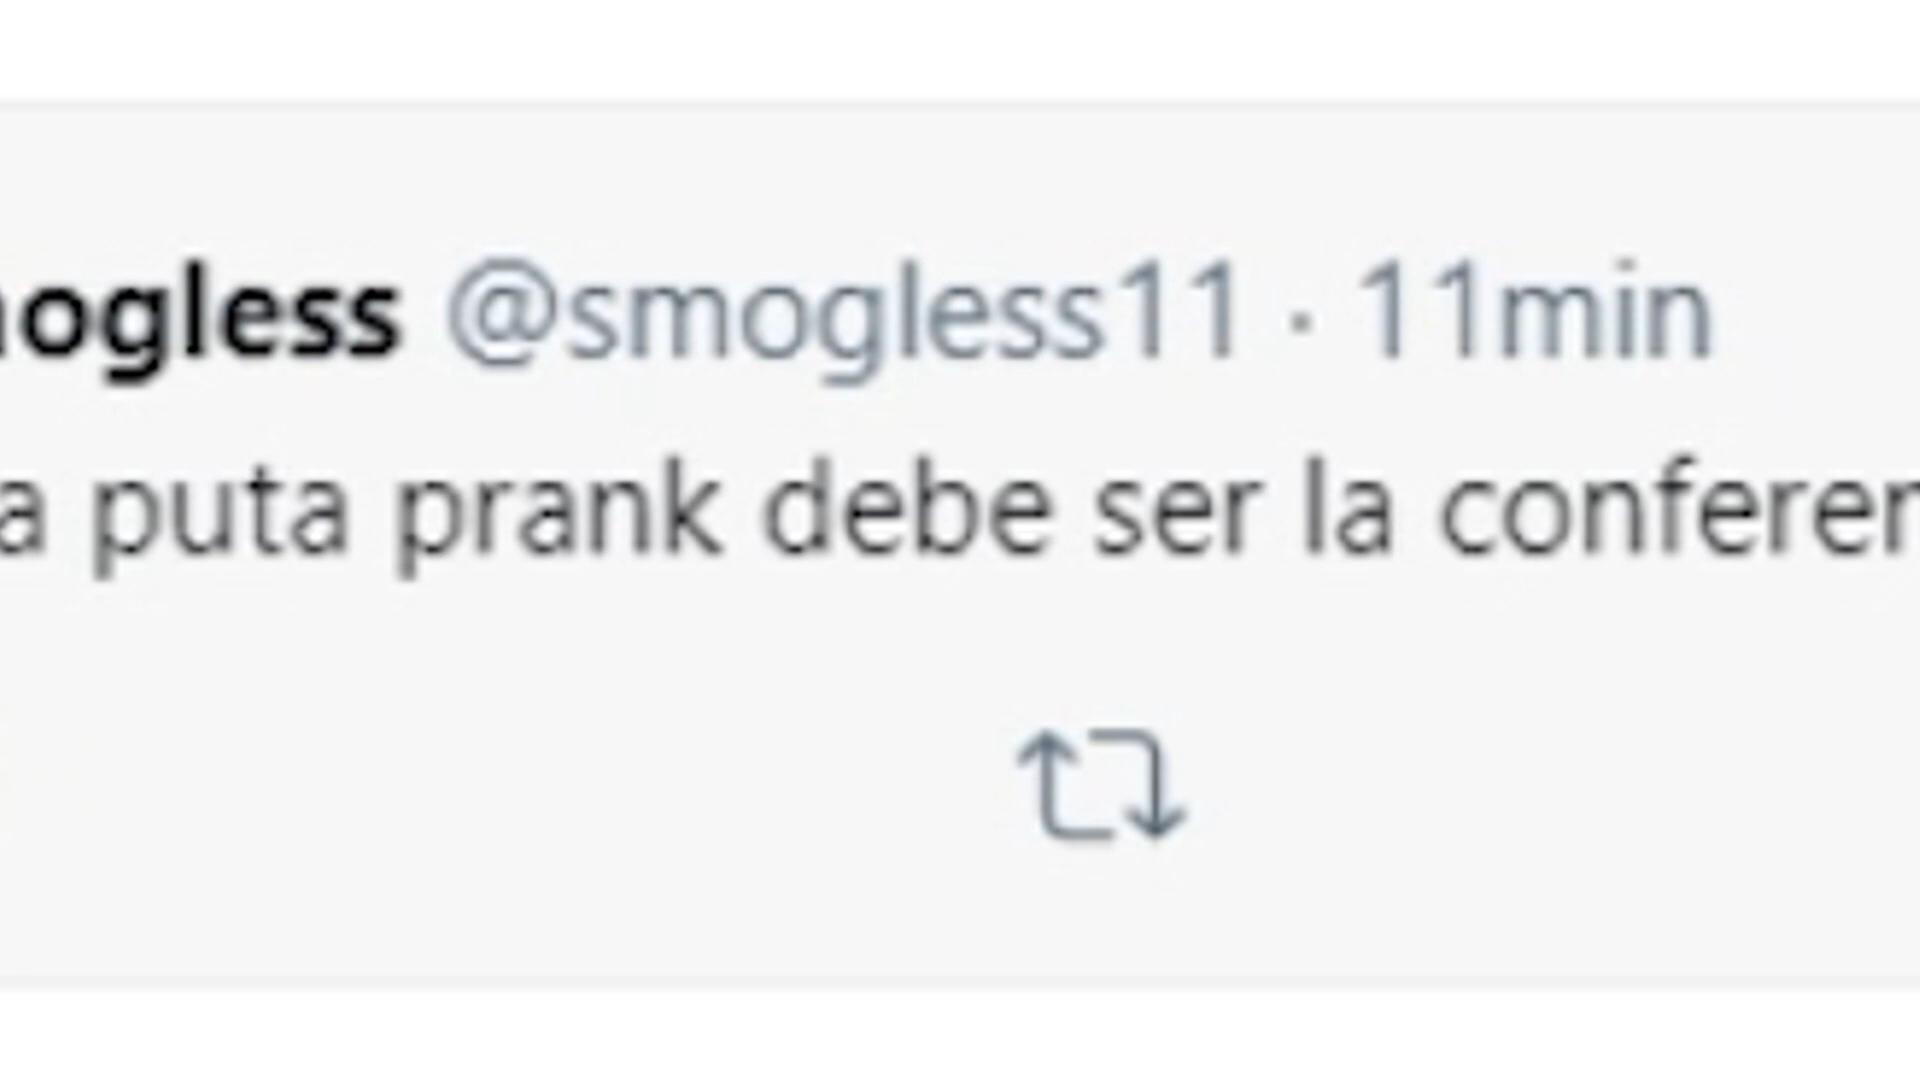 ogless @smogless11 · 11min
a puta prank debe ser la conferen